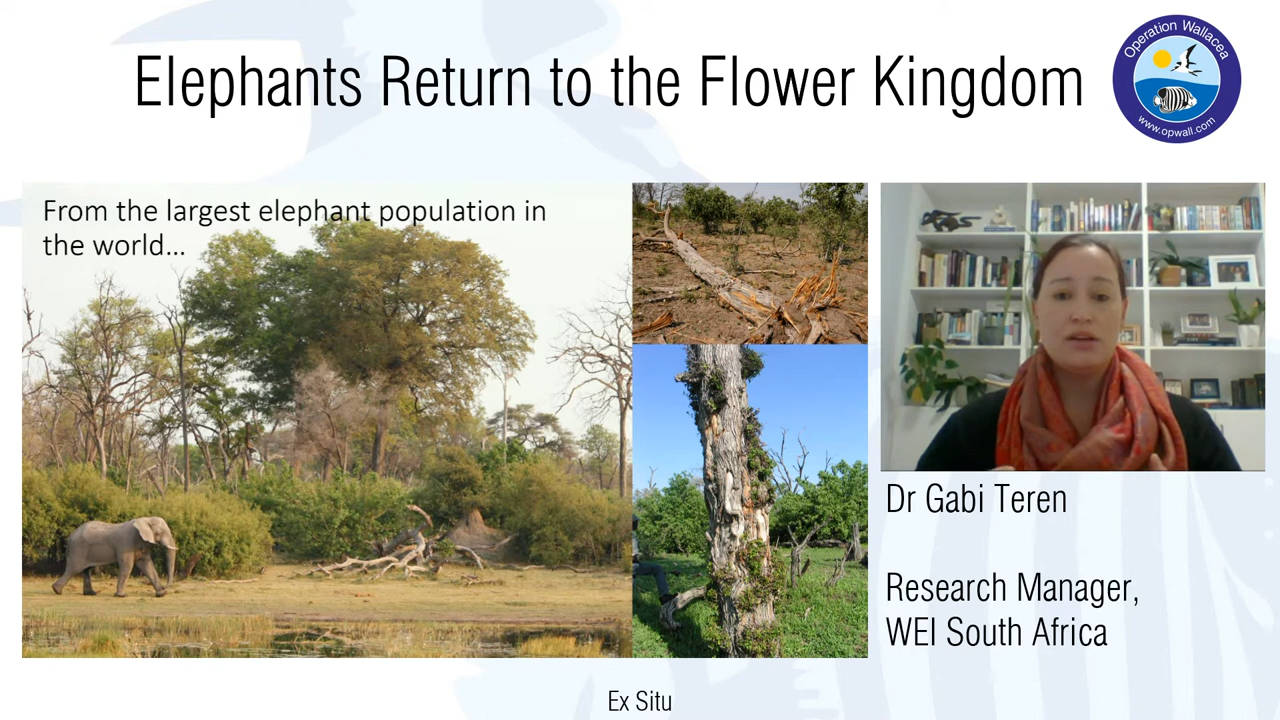 Elephants Return to the Flower Kingdom
Operation Wallacea
www.opwall.com
From the largest elephant population in
the world...
Dr Gabi Teren
Research Manager,
WEI South Africa
Ex Situ